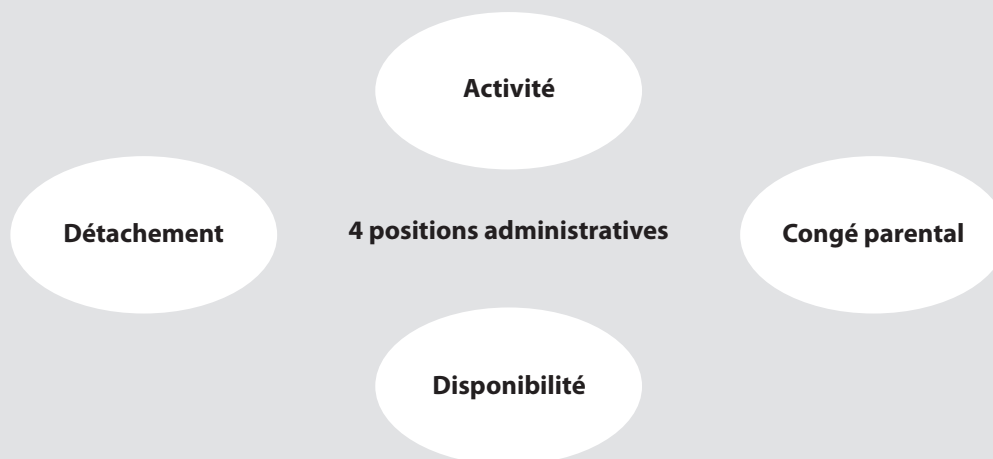 Activité
Détachement
4 positions administratives
Congé parental
Disponibilité